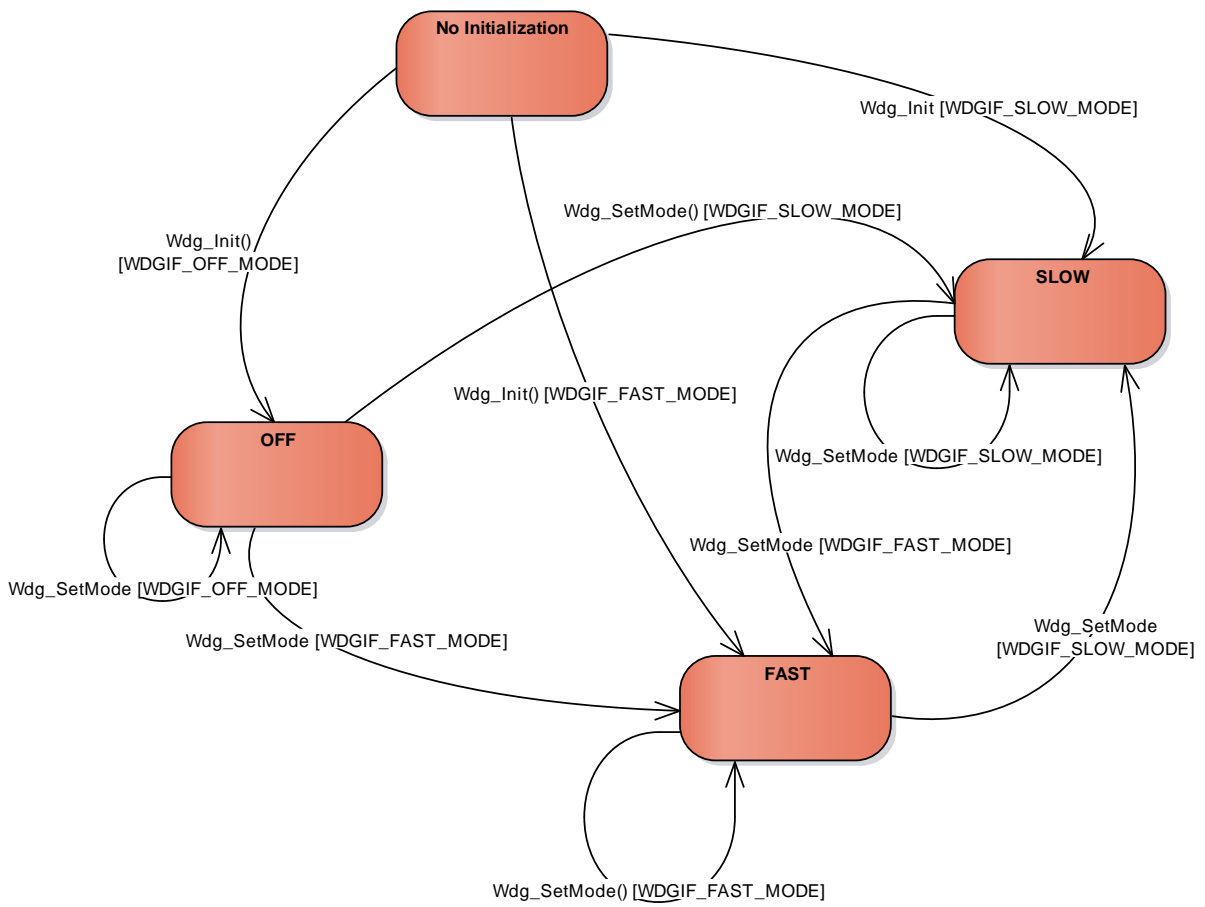 No Initialization
Wdg_Init [WDGIF_SLOW_MODE]
Wdg_SetMode() [WDGIF_SLOW_MODE]
Wdg_Init()
[WDGIF_OFF_MODE]
SLOW
Wdg_Init() [WDGIF_FAST_MODE]
OFF
Wdg_SetMode [WDGIF_SLOW_MODE]
Wdg_SetMode [WDGIF_FAST_MODE]
Wdg_SetMode [WDGIF_OFF_MODE]
Wdg_SetMode [WDGIF_FAST_MODE]
Wdg_SetMode
[WDGIF_SLOW_MODE]
FAST
Wdg_SetMode() [WDGIF_FAST_MODE]